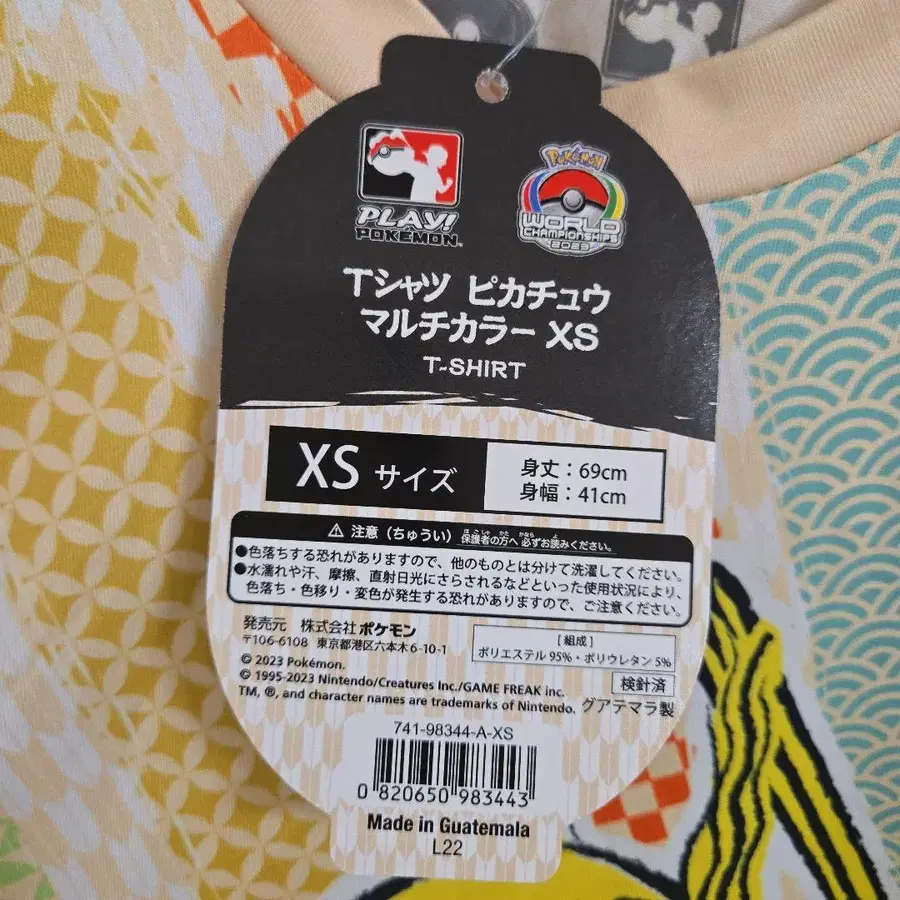 PLAY!
POKÉMON
Pokémon
WORLD
CHAMPIONSHIPS
2023
Tシャツ ピカチュウ
マルチカラー XS
T-SHIRT
XS サイズ
身丈:69cm
身幅:41cm
⚠ 注意(ちゅうい) 保護者の方へ 必ずお読みください。
ほごしゃ かた かなら よ
●色落ちする恐れがありますので、他のものとは分けて洗濯してください。
●水濡れや汗、摩擦、直射日光にさらされるなどといった使用状況により、
色落ち・色移り・変色が発生する恐れがありますので、ご注意ください。
発売元 株式会社 ポケモン
〒106-6108 東京都港区六本木6-10-1
[組成]
ポリエステル 95%・ポリウレタン 5%
検針済
© 2023 Pokémon.
© 1995-2023 Nintendo/Creatures Inc./GAME FREAK inc.
TM, ®, and character names are trademarks of Nintendo.
グアテマラ製
741-98344-A-XS
0 820650 983443
Made in Guatemala
L22